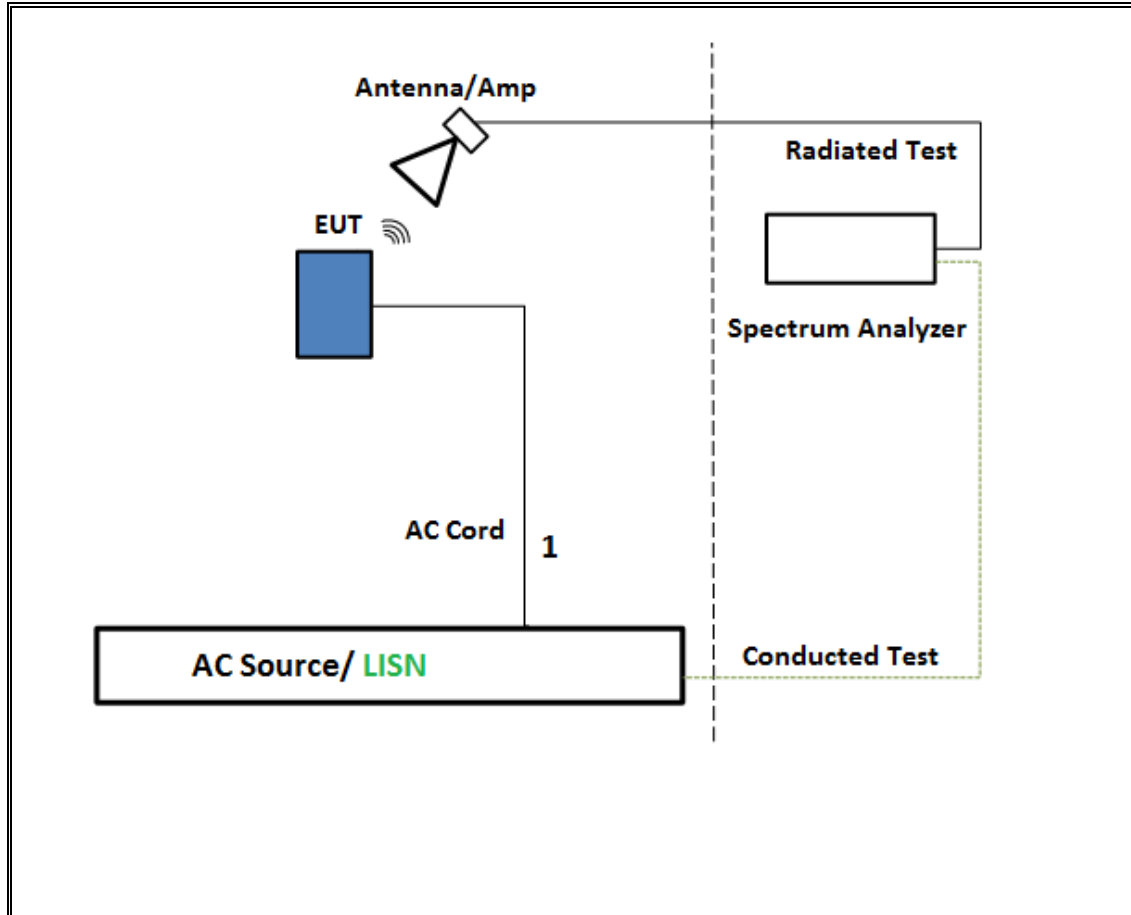 Antenna/Amp
Radiated Test
EUT
Spectrum Analyzer
AC Cord
1
AC Source/ LISN
Conducted Test